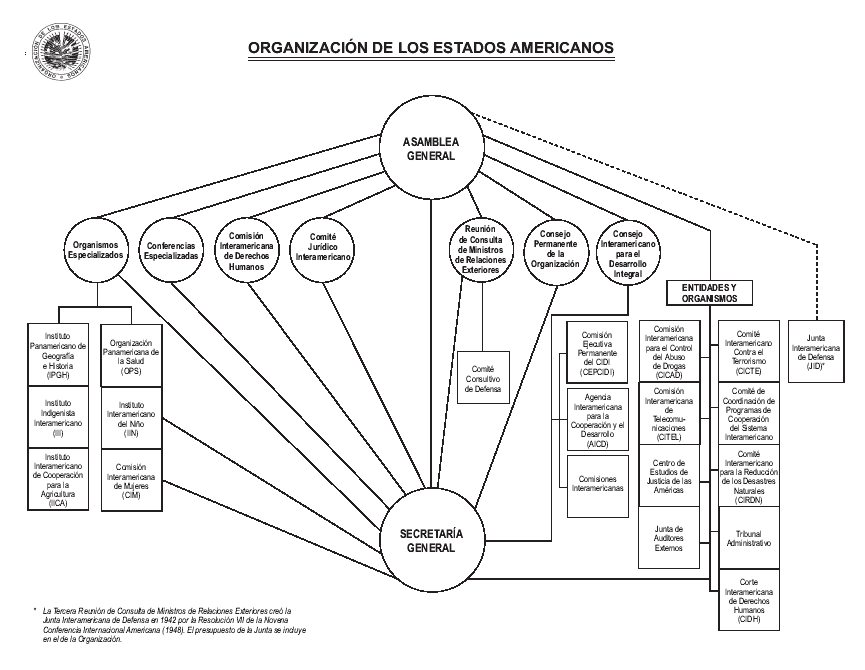 ORGANIZACIÓN DE LOS ESTADOS AMERICANOS
ORGANIZACIÓN DE LOS ESTADOS AMERICANOS
ASAMBLEA
GENERAL
Organismos
Especializados
Conferencias
Especializadas
Comisión
Interamericana
de Derechos
Humanos
Comité
Jurídico
Interamericano
Reunión
de Consulta
de Ministros
de Relaciones
Exteriores
Consejo
Permanente
de la
Organización
Consejo
Interamericano
para el
Desarrollo
Integral
ENTIDADES Y
ORGANISMOS
Instituto
Panamericano de
Geografía
e Historia
(IPGH)
Organización
Panamericana de
la Salud
(OPS)
Instituto
Indigenista
Interamericano
(III)
Instituto
Interamericano
del Niño
(IIN)
Instituto
Interamericano
de Cooperación
para la
Agricultura
(IICA)
Comisión
Interamericana
de Mujeres
(CIM)
Comité
Consultivo
de Defensa
Comisión
Ejecutiva
Permanente
del CIDI
(CEPCIDI)
Agencia
Interamericana
para la
Cooperación y el
Desarrollo
(AICD)
Comisiones
Interamericanas
Comisión
Interamericana
para el Control
del Abuso
de Drogas
(CICAD)
Comisión
Interamericana
de
Telecomu-
nicaciones
(CITEL)
Centro de
Estudios de
Justicia de las
Américas
Junta de
Auditores
Externos
Comité
Interamericano
Contra el
Terrorismo
(CICTE)
Comité de
Coordinación de
Programas de
Cooperación
del Sistema
Interamericano
Comité
Interamericano
para la Reducción
de los Desastres
Naturales
(CIRDN)
Tribunal
Administrativo
Corte
Interamericana
de Derechos
Humanos
(CIDH)
Junta
Interamericana
de Defensa
(JID)*
SECRETARÍA
GENERAL
* La Tercera Reunión de Consulta de Ministros de Relaciones Exteriores creó la
Junta Interamericana de Defensa en 1942 por la Resolución VII de la Novena
Conferencia Internacional Americana (1948). El presupuesto de la Junta se incluye
en el de la Organización.